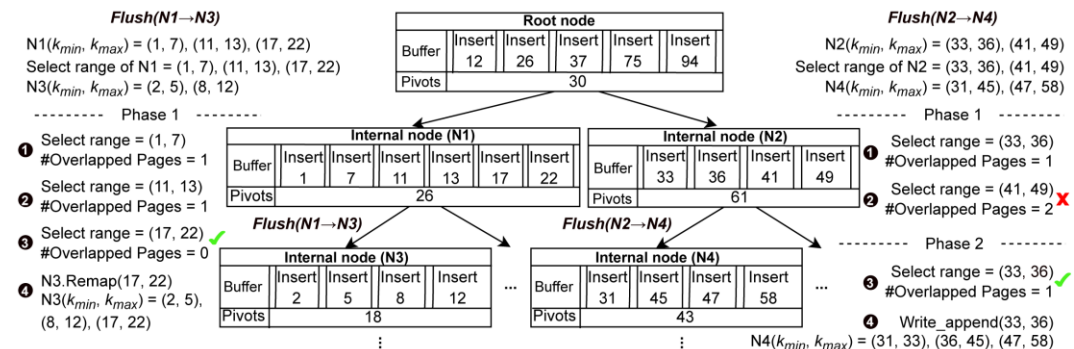 Flush(N1→N3)
N1(kmin, kmax) = (1, 7), (11, 13), (17, 22)
Select range of N1 = (1, 7), (11, 13), (17, 22)
N3(kmin, kmax) = (2, 5), (8, 12)
Phase 1
❶ Select range = (1, 7)
#Overlapped Pages = 1
❷ Select range = (11, 13)
#Overlapped Pages = 1
❸ Select range = (17, 22)
#Overlapped Pages = 0
❹ N3.Remap(17, 22)
N3(kmin, kmax) = (2, 5),
(8, 12), (17, 22)
Root node
Buffer Insert 12 Insert 26 Insert 37 Insert 75 Insert 94
Pivots 30
Internal node (N1)
Buffer Insert 1 Insert 7 Insert 11 Insert 13 Insert 17 Insert 22
Pivots 26
Internal node (N2)
Buffer Insert 33 Insert 36 Insert 41 Insert 49
Pivots 61
Flush(N1→N3)
Flush(N2→N4)
Internal node (N3)
Buffer Insert 2 Insert 5 Insert 8 Insert 12
Pivots 18
...
Internal node (N4)
Buffer Insert 31 Insert 45 Insert 47 Insert 58
Pivots 43
...
Flush(N2→N4)
N2(kmin, kmax) = (33, 36), (41, 49)
Select range of N2 = (33, 36), (41, 49)
N4(kmin, kmax) = (31, 45), (47, 58)
Phase 1
❶ Select range = (33, 36)
#Overlapped Pages = 1
❷ Select range = (41, 49)
#Overlapped Pages = 2
Phase 2
❸ Select range = (33, 36)
#Overlapped Pages = 1
❹ Write_append(33, 36)
N4(kmin, kmax) = (31, 33), (36, 45), (47, 58)